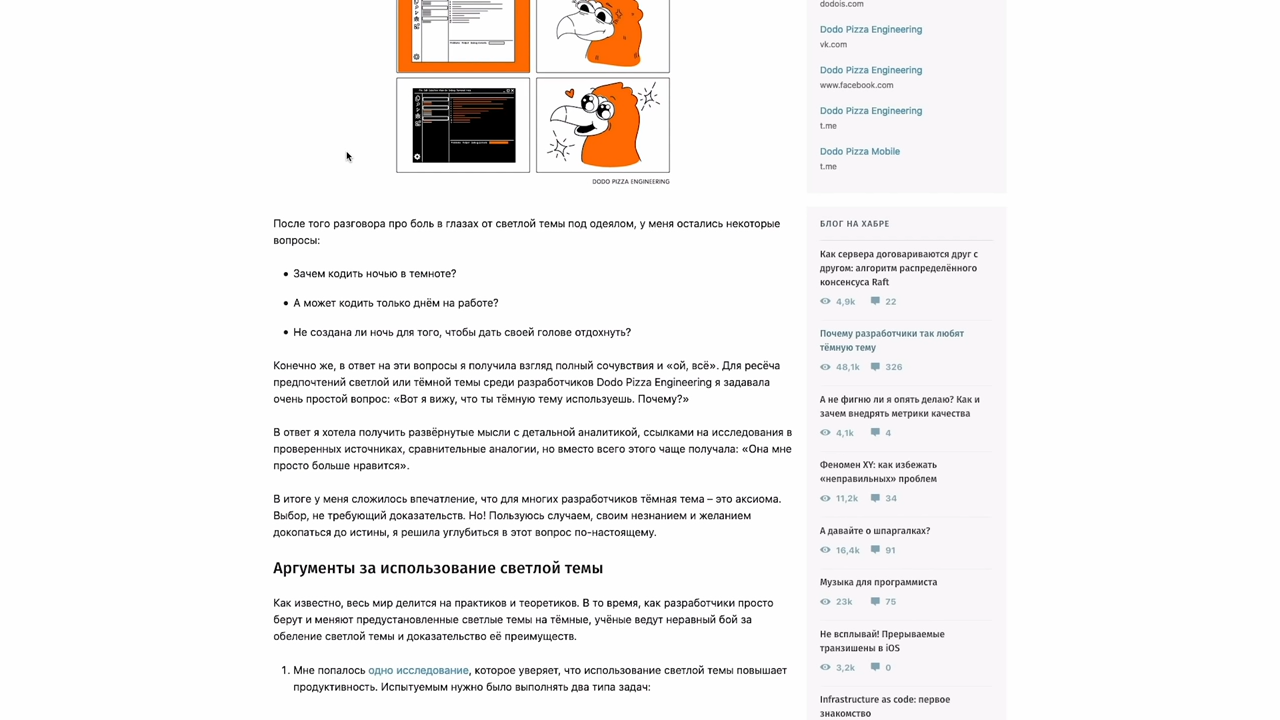 DODO PIZZA ENGINEERING
После того разговора про боль в глазах от светлой темы под одеялом, у меня остались некоторые
вопросы:
• Зачем кодить ночью в темноте?
• А может кодить только днём на работе?
• Не создана ли ночь для того, чтобы дать своей голове отдохнуть?
Конечно же, в ответ на эти вопросы я получила взгляд полный сочувствия и «ой, всё». Для ресёча
предпочтений светлой или тёмной темы среди разработчиков Dodo Pizza Engineering я задавала
очень простой вопрос: «Вот я вижу, что ты тёмную тему используешь. Почему?»
В ответ я хотела получить развёрнутые мысли с детальной аналитикой, ссылками на исследования в
проверенных источниках, сравнительные аналогии, но вместо всего этого чаще получала: «Она мне
просто больше нравится».
В итоге у меня сложилось впечатление, что для многих разработчиков тёмная тема – это аксиома.
Выбор, не требующий доказательств. Но! Пользуюсь случаем, своим незнанием и желанием
докопаться до истины, я решила углубиться в этот вопрос по-настоящему.
Аргументы за использование светлой темы
Как известно, весь мир делится на практиков и теоретиков. В то время, как разработчики просто
берут и меняют предустановленные светлые темы на тёмные, учёные ведут неравный бой за
обеление светлой темы и доказательство её преимуществ.
1. Мне попалось одно исследование, которое уверяет, что использование светлой темы повышает
продуктивность. Испытуемым нужно было выполнять два типа задач:
dodois.com
Dodo Pizza Engineering
vk.com
Dodo Pizza Engineering
www.facebook.com
Dodo Pizza Engineering
t.me
Dodo Pizza Mobile
t.me
БЛОГ НА ХАБРЕ
Как сервера договариваются друг с
другом: алгоритм распределённого
консенсуса Raft
4,9k 22
Почему разработчики так любят
тёмную тему
48,1k 326
А не фигню ли я опять делаю? Как и
зачем внедрять метрики качества
4,1k 4
Феномен XY: как избежать
«неправильных» проблем
11,2k 34
А давайте о шпаргалках?
16,4k 91
Музыка для программиста
23k 75
Не всплывай! Прерываемые
транзишены в iOS
3,2k 0
Infrastructure as code: первое
знакомство